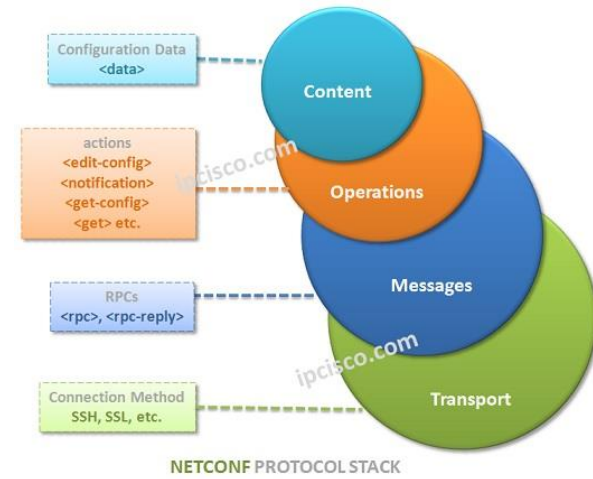 Configuration Data
<data>
Content
actions
<edit-config>
<notification>
<get-config>
<get> etc.
ipcisco.com
Operations
RPCs
<rpc>, <rpc-reply>
Messages
ipcisco.com
Connection Method
SSH, SSL, etc.
Transport
NETCONF PROTOCOL STACK